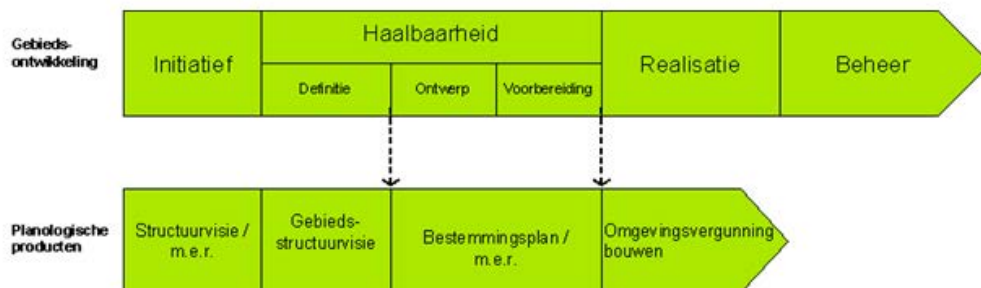 Gebieds-
ontwikkeling
Initiatief
Haalbaarheid
Definitie
Ontwerp
Voorbereiding
Realisatie
Beheer
Planologische
producten
Structuurvisie /
m.e.r.
Gebieds-
structuurvisie
Bestemmingsplan /
m.e.r.
Omgevingsvergunning
bouwen